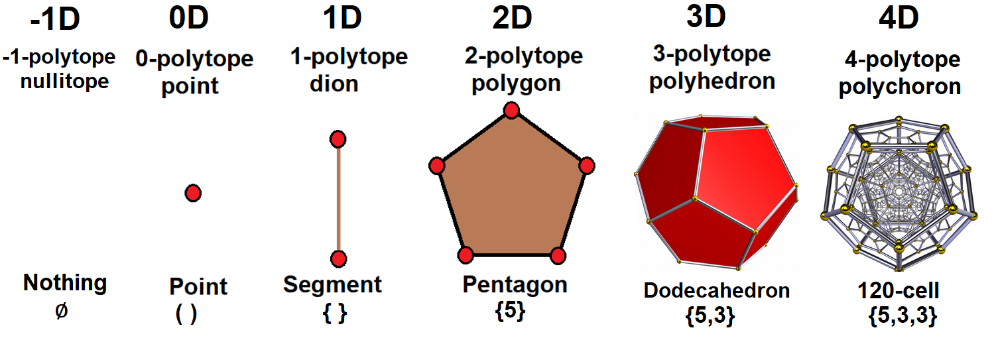 -1D
-1-polytope
nullitope
Nothing
∅
0D
0-polytope
point
Point
( )
1D
1-polytope
dion
Segment
{ }
2D
2-polytope
polygon
Pentagon
{5}
3D
3-polytope
polyhedron
Dodecahedron
{5,3}
4D
4-polytope
polychoron
120-cell
{5,3,3}